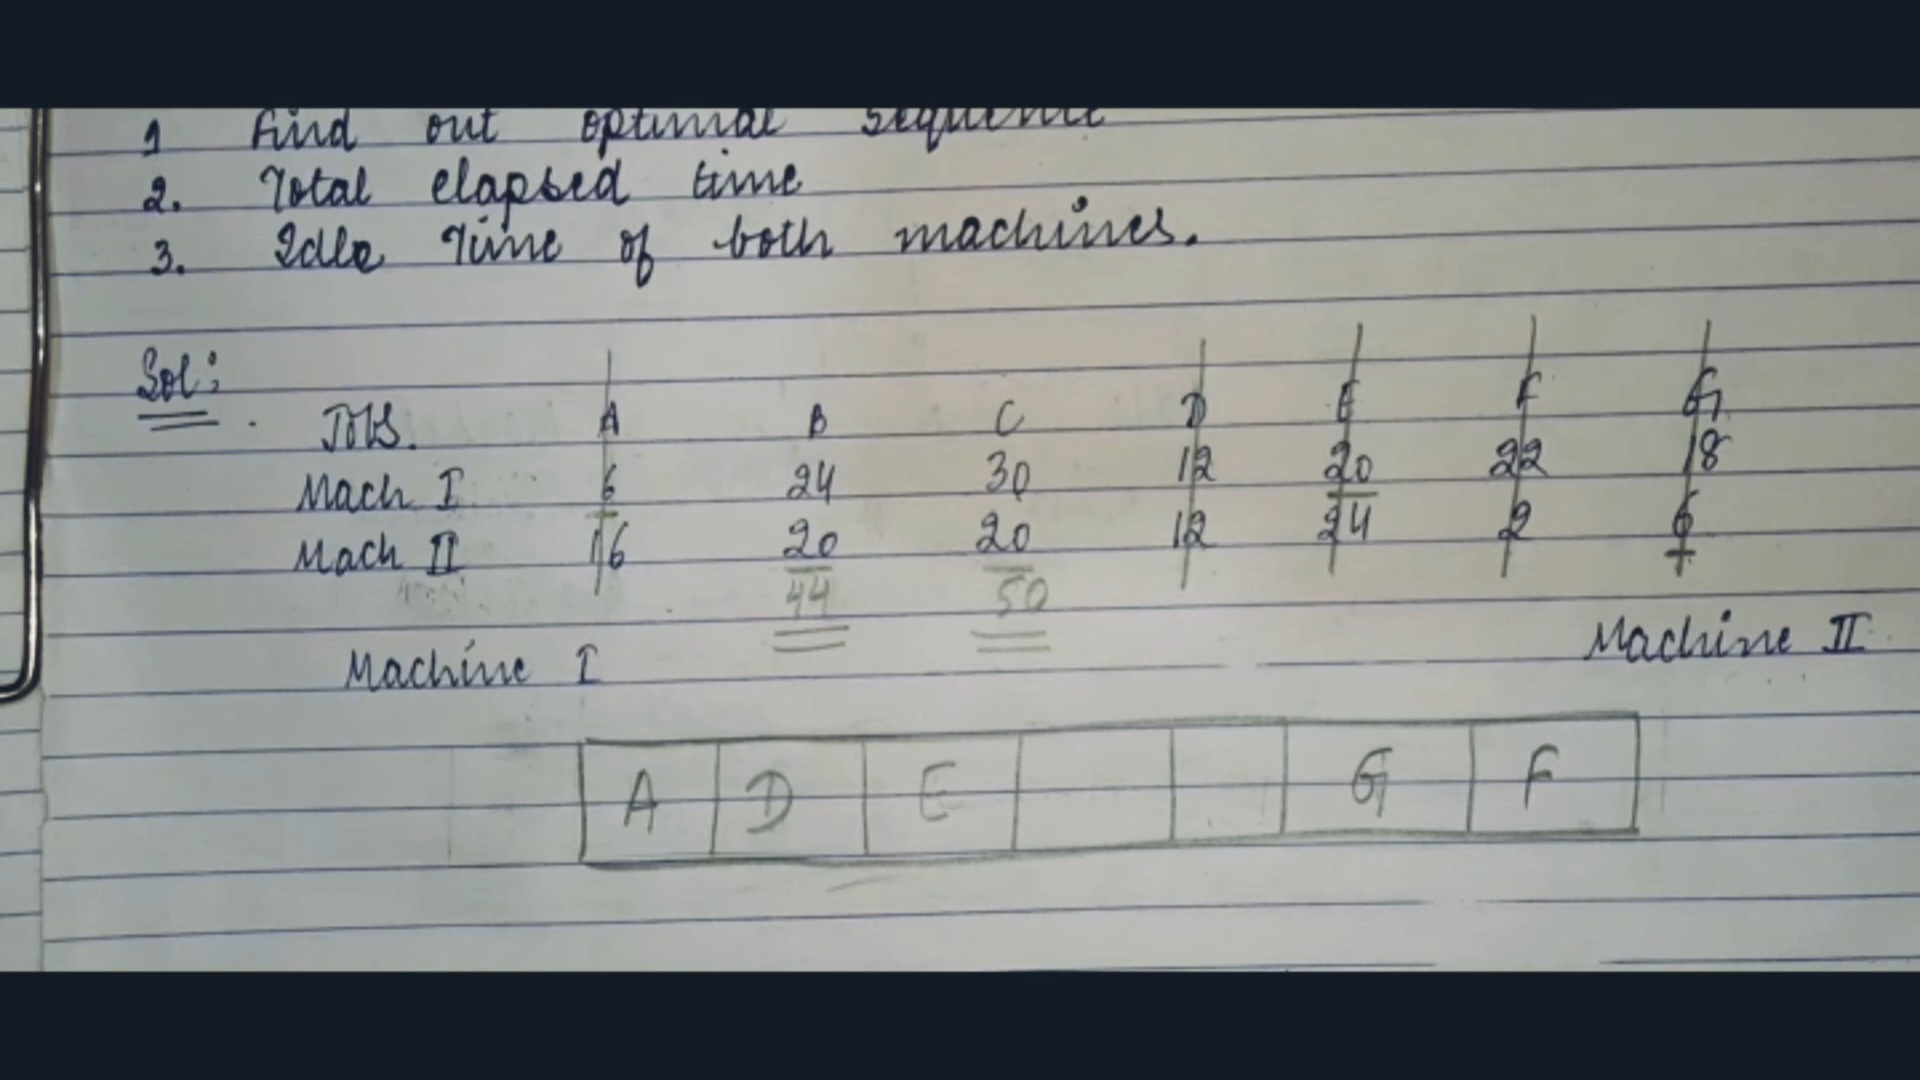 1 Find out optimal sequence
2. Total elapsed time
3. Idle Time of both machines.
Sol:
JOBS. A B C D E F G
Mach I 6 24 30 12 20 22 18
Mach II 16 20 20 12 24 2 6
44 50
Machine I Machine II
A D E G F